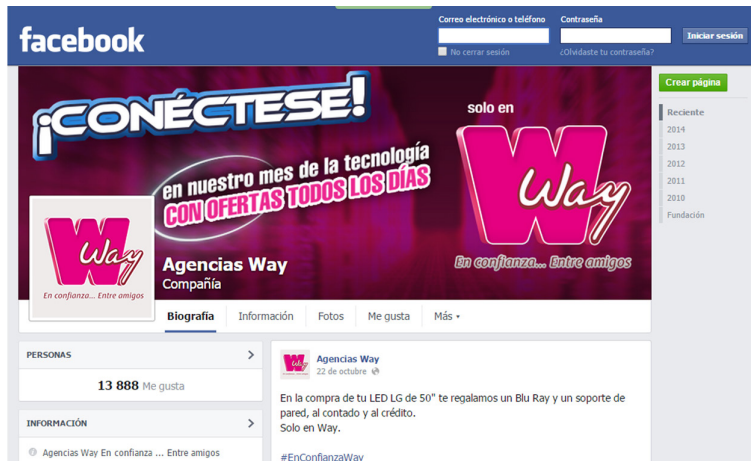 facebook
Correo electrónico o teléfono
Contraseña
Iniciar sesión
No cerrar sesión
¿Olvidaste tu contraseña?
¡CONÉCTESE!
en nuestro mes de la tecnología
CON OFERTAS TODOS LOS DÍAS
solo en
Way
En confianza... Entre amigos
Way
En confianza... Entre amigos
Agencias Way
Compañía
Crear página
Reciente
2014
2013
2012
2011
2010
Fundación
Biografía Información Fotos Me gusta Más
PERSONAS
13 888 Me gusta
INFORMACIÓN
Agencias Way En confianza ... Entre amigos
Way
Agencias Way
22 de octubre
En la compra de tu LED LG de 50" te regalamos un Blu Ray y un soporte de
pared, al contado y al crédito.
Solo en Way.
#EnConfianzaWay